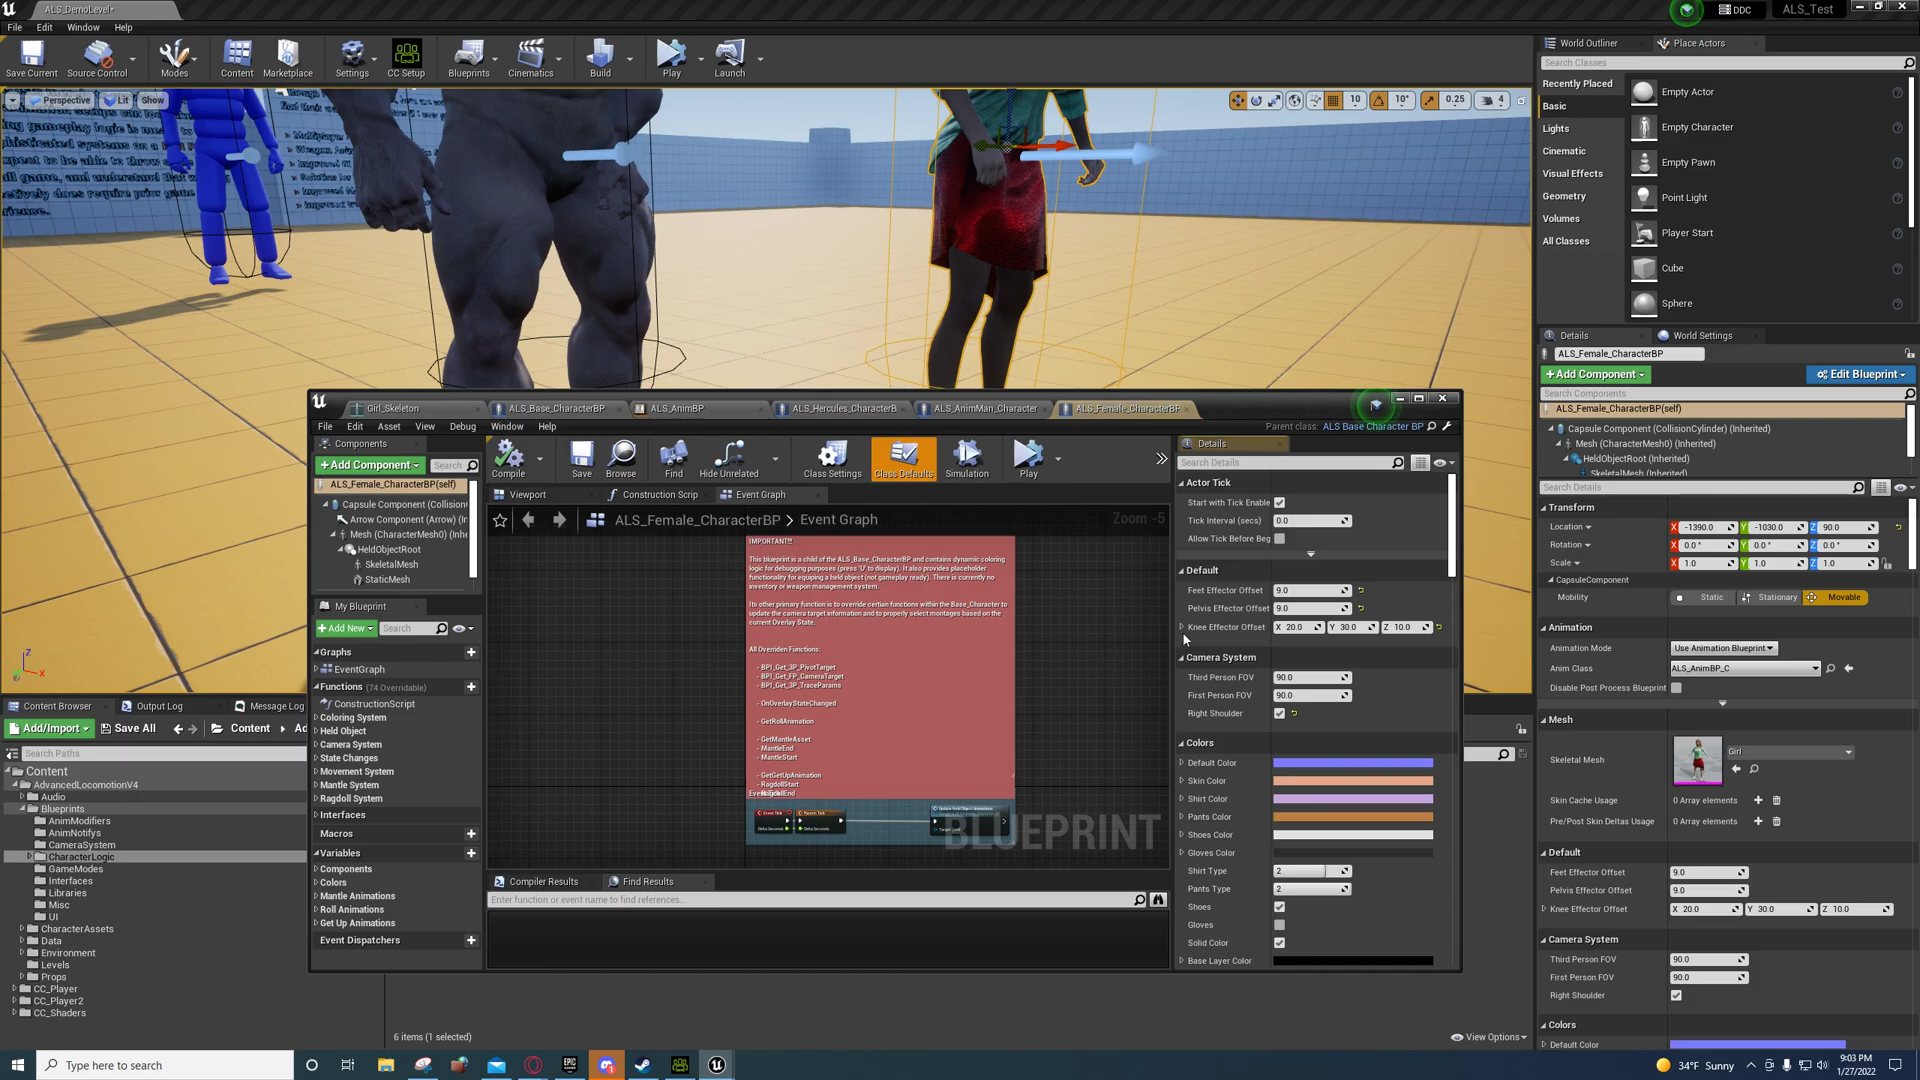 ALS_DemoLevel*
DDC
ALS_Test
File Edit Window Help
Save Current
Source Control
Modes
Content
Marketplace
Settings
CC Setup
Blueprints
Cinematics
Build
Play
Launch
Perspective Lit Show
10 10° 0.25 4
World Outliner
Place Actors
Search Classes
Recently Placed
Basic
Lights
Cinematic
Visual Effects
Geometry
Volumes
All Classes
Empty Actor
Empty Character
Empty Pawn
Point Light
Player Start
Cube
Sphere
Details
World Settings
ALS_Female_CharacterBP
+Add Component
Edit Blueprint
Search Components
ALS_Female_CharacterBP(self)
Capsule Component (CollisionCylinder) (Inherited)
Mesh (CharacterMesh0) (Inherited)
HeldObjectRoot (Inherited)
SkeletalMesh (Inherited)
Search Details
Transform
Location X -1390.0 Y -1030.0 Z 90.0
Rotation X 0.0 ° Y 0.0 ° Z 0.0 °
Scale X 1.0 Y 1.0 Z 1.0
CapsuleComponent
Mobility Static Stationary Movable
Animation
Animation Mode Use Animation Blueprint
Anim Class ALS_AnimBP_C
Disable Post Process Blueprint
Mesh
Skeletal Mesh Girl
Skin Cache Usage 0 Array elements
Pre/Post Skin Deltas Usage 0 Array elements
Default
Feet Effector Offset 9.0
Pelvis Effector Offset 9.0
Knee Effector Offset X 20.0 Y 30.0 Z 10.0
Camera System
Third Person FOV 90.0
First Person FOV 90.0
Right Shoulder
Colors
Default Color
Girl_Skeleton
ALS_Base_CharacterBP
ALS_AnimBP
ALS_Hercules_CharacterB
ALS_AnimMan_Character
ALS_Female_CharacterBP
File Edit Asset View Debug Window Help
Parent class: ALS Base Character BP
Components
+Add Component
Search
ALS_Female_CharacterBP(self)
Capsule Component (Collision
Arrow Component (Arrow) (In
Mesh (CharacterMesh0) (Inhe
HeldObjectRoot
SkeletalMesh
StaticMesh
My Blueprint
+Add New
Search
Graphs
EventGraph
Functions (74 Overridable)
ConstructionScript
Coloring System
Held Object
Camera System
State Changes
Movement System
Mantle System
Ragdoll System
Interfaces
Macros
Variables
Components
Colors
Mantle Animations
Roll Animations
Get Up Animations
Event Dispatchers
Compile
Save
Browse
Find
Hide Unrelated
Class Settings
Class Defaults
Simulation
Play
Viewport
Construction Scrip
Event Graph
ALS_Female_CharacterBP > Event Graph
Zoom -5
IMPORTANT!!
This blueprint is a child of the ALS_Base_CharacterBP and contains dynamic coloring
logic for debugging purposes (press 'U' to display). It also provides placeholder
functionality for equiping a held object (not gameplay ready). There is currently no
inventory or weapon management system.
Its other primary function is to override certain functions within the Base_Character to
update the camera target information and to properly select montages based on the
current Overlay State.
All Overriden Functions:
- BPI_Get_3P_PivotTarget
- BPI_Get_FP_CameraTarget
- BPI_Get_3P_TraceParams
- OnOverlayStateChanged
- GetRollAnimation
- GetMantleAsset
- MantleEnd
- MantleStart
- GetGetUpAnimation
- RagdollStart
BLUEPRINT
Compiler Results
Find Results
Enter function or event name to find references...
Details
Search Details
Actor Tick
Start with Tick Enable
Tick Interval (secs) 0.0
Allow Tick Before Beg
Default
Feet Effector Offset 9.0
Pelvis Effector Offset 9.0
Knee Effector Offset X 20.0 Y 30.0 Z 10.0
Camera System
Third Person FOV 90.0
First Person FOV 90.0
Right Shoulder
Colors
Default Color
Skin Color
Shirt Color
Pants Color
Shoes Color
Gloves Color
Shirt Type 2
Pants Type 2
Shoes
Gloves
Solid Color
Base Layer Color
Content Browser
Output Log
Message Log
Add/Import
Save All
Content
Search Paths
Content
AdvancedLocomotionV4
Audio
Blueprints
AnimModifiers
AnimNotifys
CameraSystem
CharacterLogic
GameModes
Interfaces
Libraries
Misc
UI
CharacterAssets
Data
Environment
Levels
Props
CC_Player
CC_Player2
CC_Shaders
6 items (1 selected)
View Options
Type here to search
34°F Sunny
9:03 PM
1/27/2022